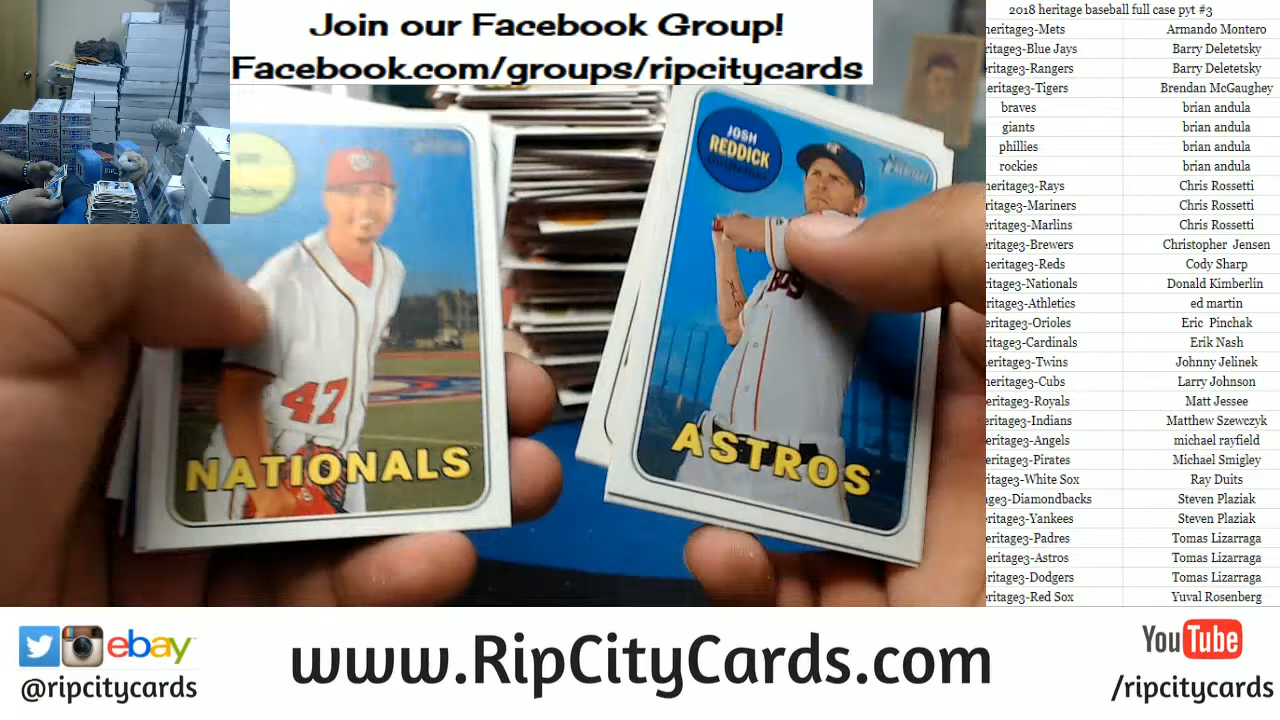 Join our Facebook Group!
Facebook.com/groups/ripcitycards
2018 heritage baseball full case pyt #3
heritage3-Mets Armando Montero
ritage3-Blue Jays Barry Deletetsky
eritage3-Rangers Barry Deletetsky
heritage3-Tigers Brendan McGaughey
braves brian andula
giants brian andula
phillies brian andula
rockies brian andula
heritage3-Rays Chris Rossetti
ritage3-Mariners Chris Rossetti
eritage3-Marlins Chris Rossetti
eritage3-Brewers Christopher Jensen
heritage3-Reds Cody Sharp
ritage3-Nationals Donald Kimberlin
ritage3-Athletics ed martin
eritage3-Orioles Eric Pinchak
ritage3-Cardinals Erik Nash
heritage3-Twins Johnny Jelinek
heritage3-Cubs Larry Johnson
eritage3-Royals Matt Jessee
eritage3-Indians Matthew Szewczyk
eritage3-Angels michael rayfield
eritage3-Pirates Michael Smigley
ritage3-White Sox Ray Duits
age3-Diamondbacks Steven Plaziak
eritage3-Yankees Steven Plaziak
eritage3-Padres Tomas Lizarraga
eritage3-Astros Tomas Lizarraga
ritage3-Dodgers Tomas Lizarraga
ritage3-Red Sox Yuval Rosenberg
JOSH
REDDICK
OUTFIELDER
HERITAGE
47
NATIONALS
ASTROS
ebay
@ripcitycards
www.RipCityCards.com
YouTube
/ripcitycards